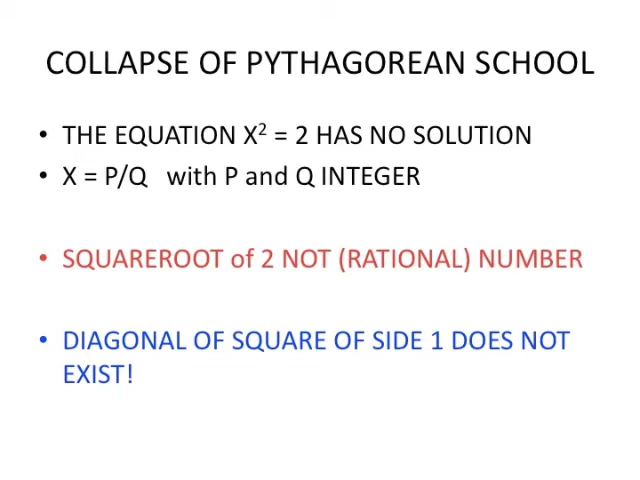 COLLAPSE OF PYTHAGOREAN SCHOOL
• THE EQUATION X² = 2 HAS NO SOLUTION
• X = P/Q with P and Q INTEGER
• SQUAREROOT of 2 NOT (RATIONAL) NUMBER
• DIAGONAL OF SQUARE OF SIDE 1 DOES NOT
EXIST!